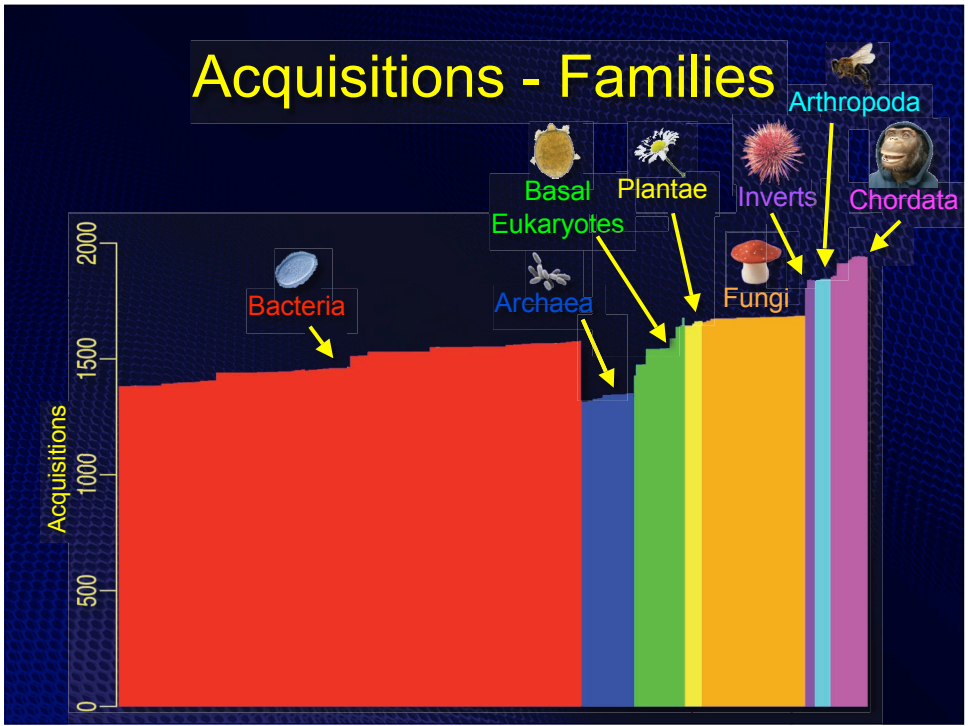 Acquisitions - Families
Arthropoda
Basal
Eukaryotes
Plantae
Inverts
Chordata
Bacteria
Archaea
Fungi
Acquisitions
2000
1500
1000
500
0